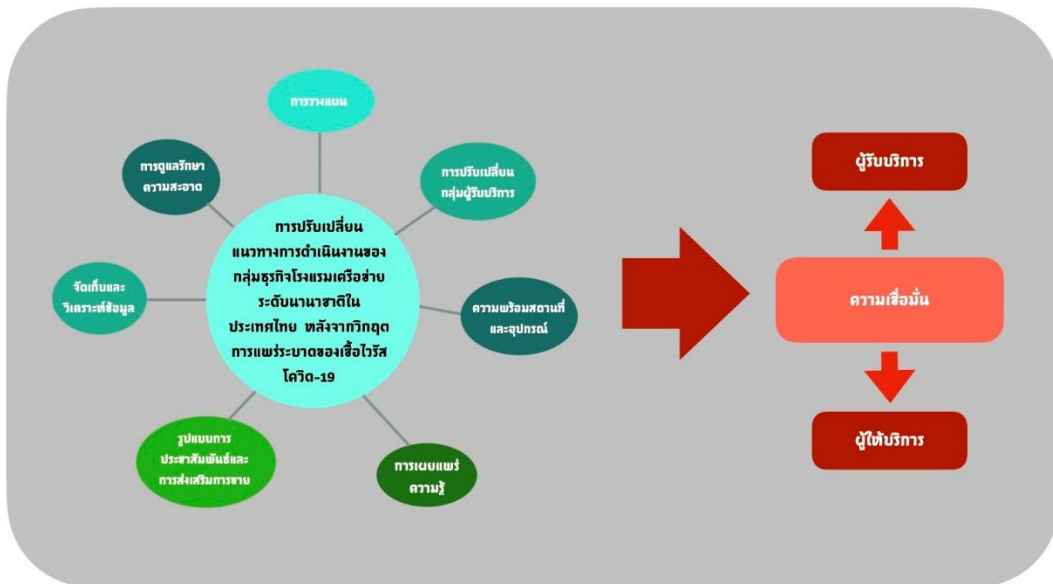 การวางแผน
การปรับเปลี่ยน
กลุ่มผู้รับบริการ
ความพร้อมสถานที่
และอุปกรณ์
การเผยแพร่
ความรู้
รูปแบบการ
ประชาสัมพันธ์และ
การส่งเสริมการขาย
จัดเก็บและ
วิเคราะห์ข้อมูล
การดูแลรักษา
ความสะอาด
การปรับเปลี่ยน
แนวทางการดำเนินงานของ
กลุ่มธุรกิจโรงแรมเครือข่าย
ระดับนานาชาติใน
ประเทศไทย หลังจากวิกฤต
การแพร่ระบาดของเชื้อไวรัส
โควิด-19
ผู้รับบริการ
ความเชื่อมั่น
ผู้ให้บริการ